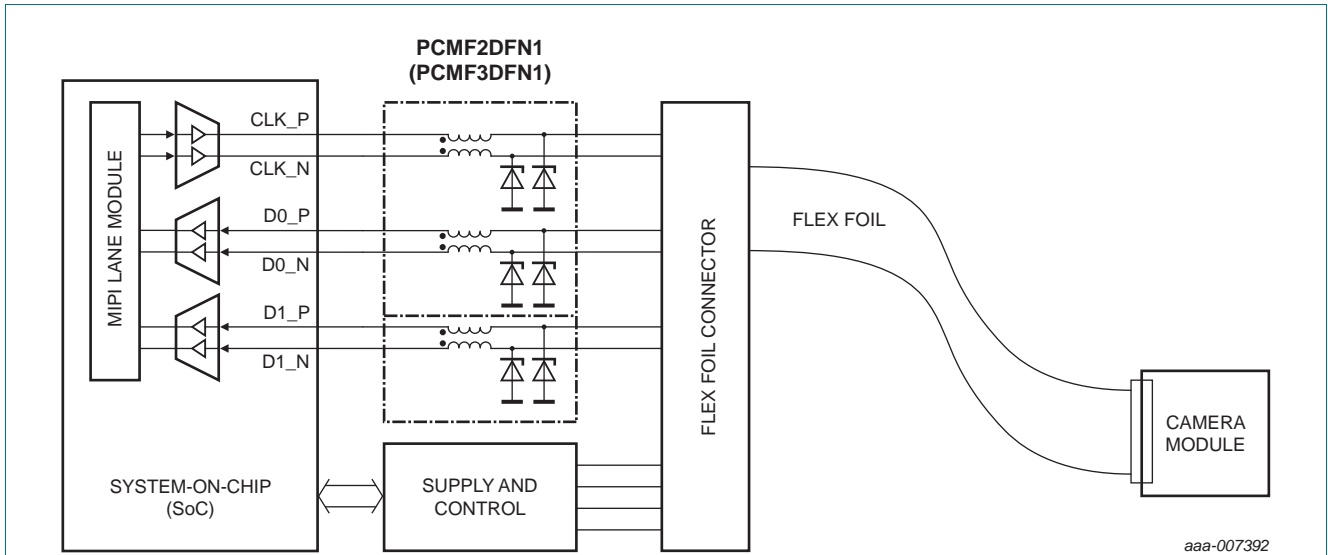 PCMF2DFN1
(PCMF3DFN1)
MIPI LANE MODULE
CLK_P
CLK_N
D0_P
D0_N
D1_P
D1_N
SYSTEM-ON-CHIP
(SoC)
SUPPLY AND
CONTROL
FLEX FOIL CONNECTOR
FLEX FOIL
CAMERA
MODULE
aaa-007392